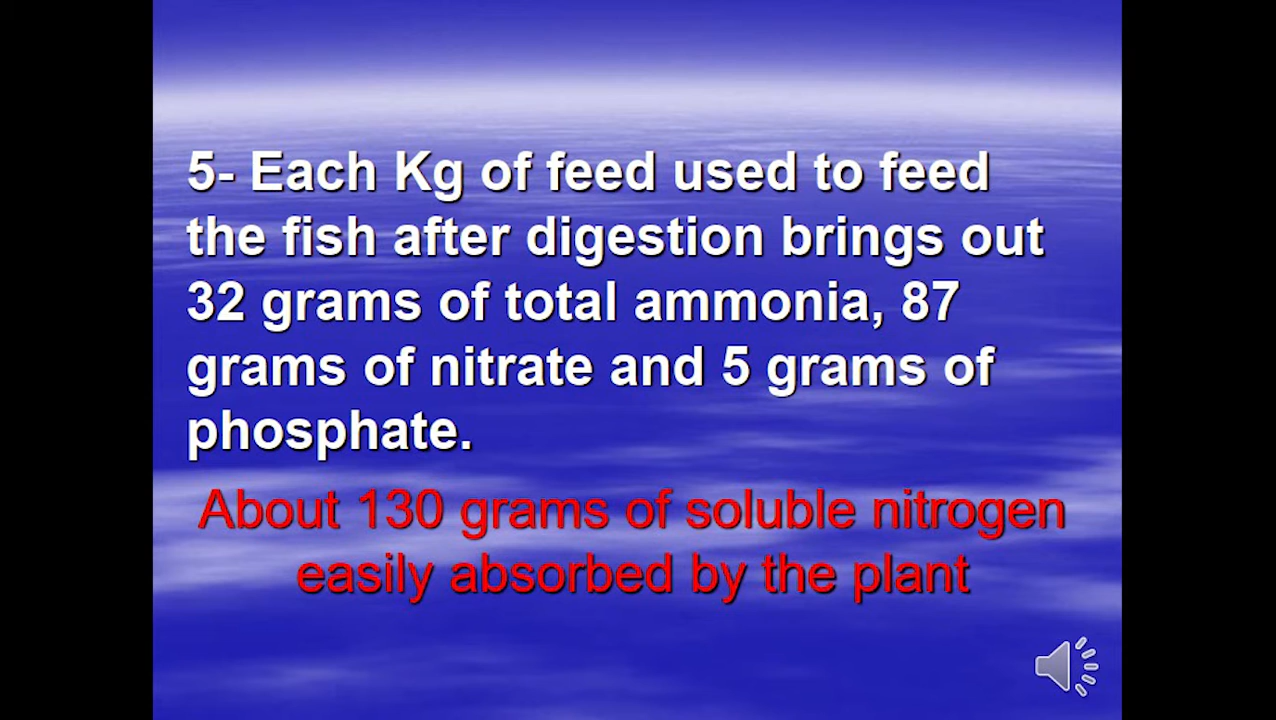 5- Each Kg of feed used to feed
the fish after digestion brings out
32 grams of total ammonia, 87
grams of nitrate and 5 grams of
phosphate.
About 130 grams of soluble nitrogen
easily absorbed by the plant